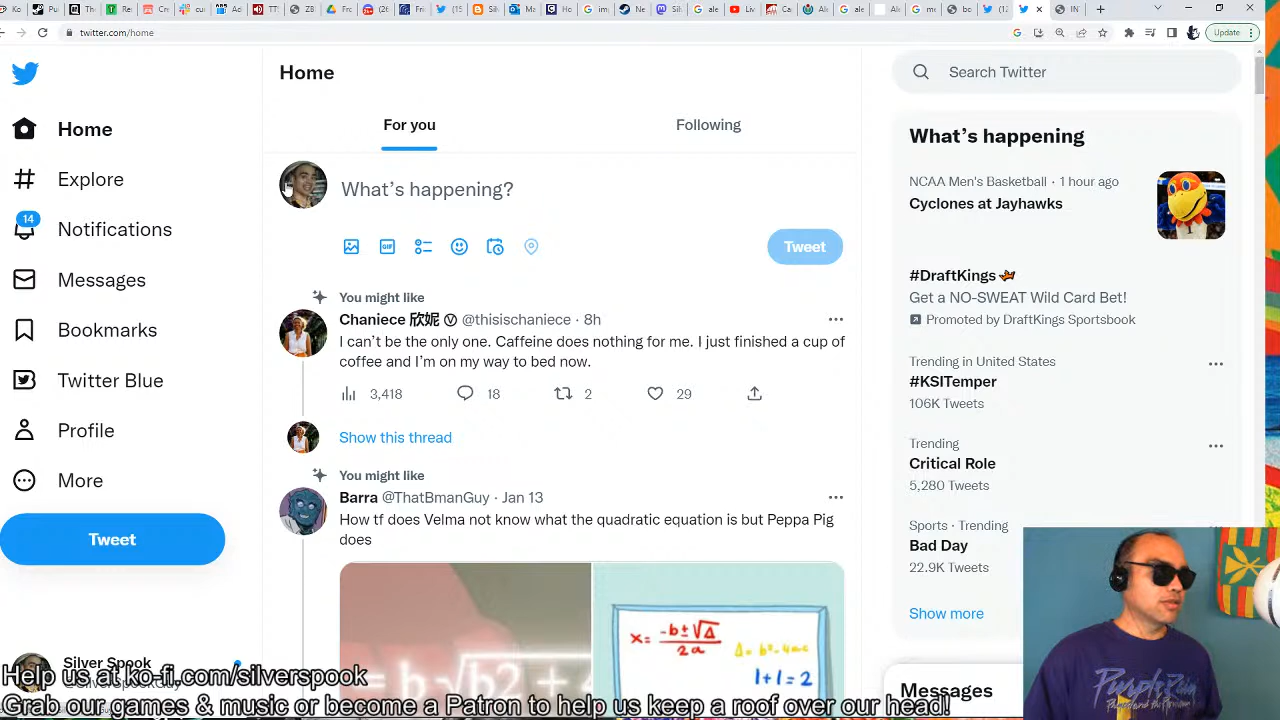 twitter.com/home
Update
Home
Explore
14
Notifications
Messages
Bookmarks
Twitter Blue
Profile
More
Tweet
Silver Spook
Home
For you
Following
What's happening?
GIF
Tweet
You might like
Chaniece 欣妮 Ⓥ @thisischaniece · 8h
I can't be the only one. Caffeine does nothing for me. I just finished a cup of
coffee and I'm on my way to bed now.
3,418
18
2
29
Show this thread
You might like
Barra @ThatBmanGuy · Jan 13
How tf does Velma not know what the quadratic equation is but Peppa Pig
does
x= -b±√Δ
2a
Δ= b²-4ac
1+1=2
Search Twitter
What's happening
NCAA Men's Basketball · 1 hour ago
Cyclones at Jayhawks
#DraftKings
Get a NO-SWEAT Wild Card Bet!
Promoted by DraftKings Sportsbook
Trending in United States
#KSITemper
106K Tweets
Trending
Critical Role
5,280 Tweets
Sports · Trending
Bad Day
22.9K Tweets
Show more
Messages
Purple Rain
Help us at ko-fi.com/silverspook
Grab our games & music or become a Patron to help us keep a roof over our head!